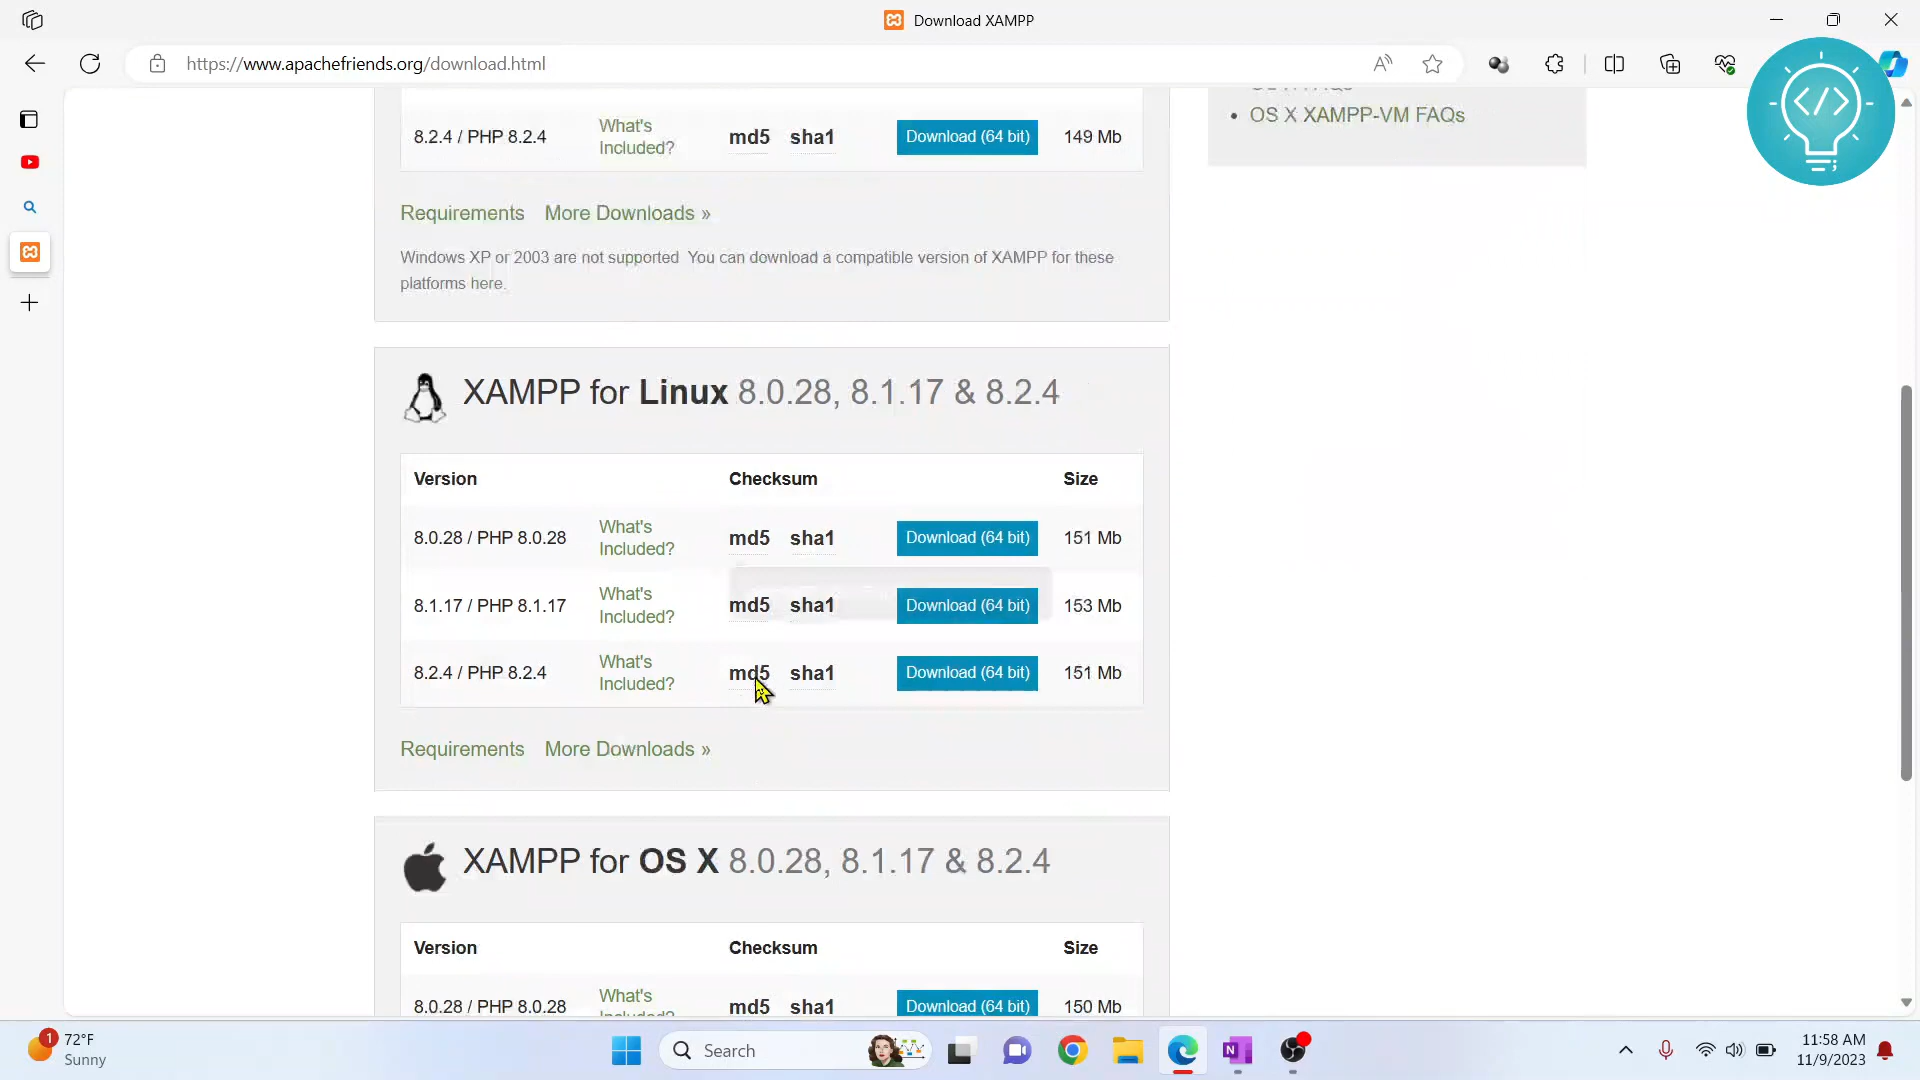 Download XAMPP
https://www.apachefriends.org/download.html
OS X XAMPP-VM FAQs
8.2.4 / PHP 8.2.4 What's Included? md5 sha1 Download (64 bit) 149 Mb
Requirements More Downloads »
Windows XP or 2003 are not supported You can download a compatible version of XAMPP for these
platforms here.
XAMPP for Linux 8.0.28, 8.1.17 & 8.2.4
Version Checksum Size
8.0.28 / PHP 8.0.28 What's Included? md5 sha1 Download (64 bit) 151 Mb
8.1.17 / PHP 8.1.17 What's Included? md5 sha1 Download (64 bit) 153 Mb
8.2.4 / PHP 8.2.4 What's Included? md5 sha1 Download (64 bit) 151 Mb
Requirements More Downloads »
XAMPP for OS X 8.0.28, 8.1.17 & 8.2.4
Version Checksum Size
8.0.28 / PHP 8.0.28 What's md5 sha1 Download (64 bit) 150 Mb
1 72°F
Sunny
Search
11:58 AM
11/9/2023